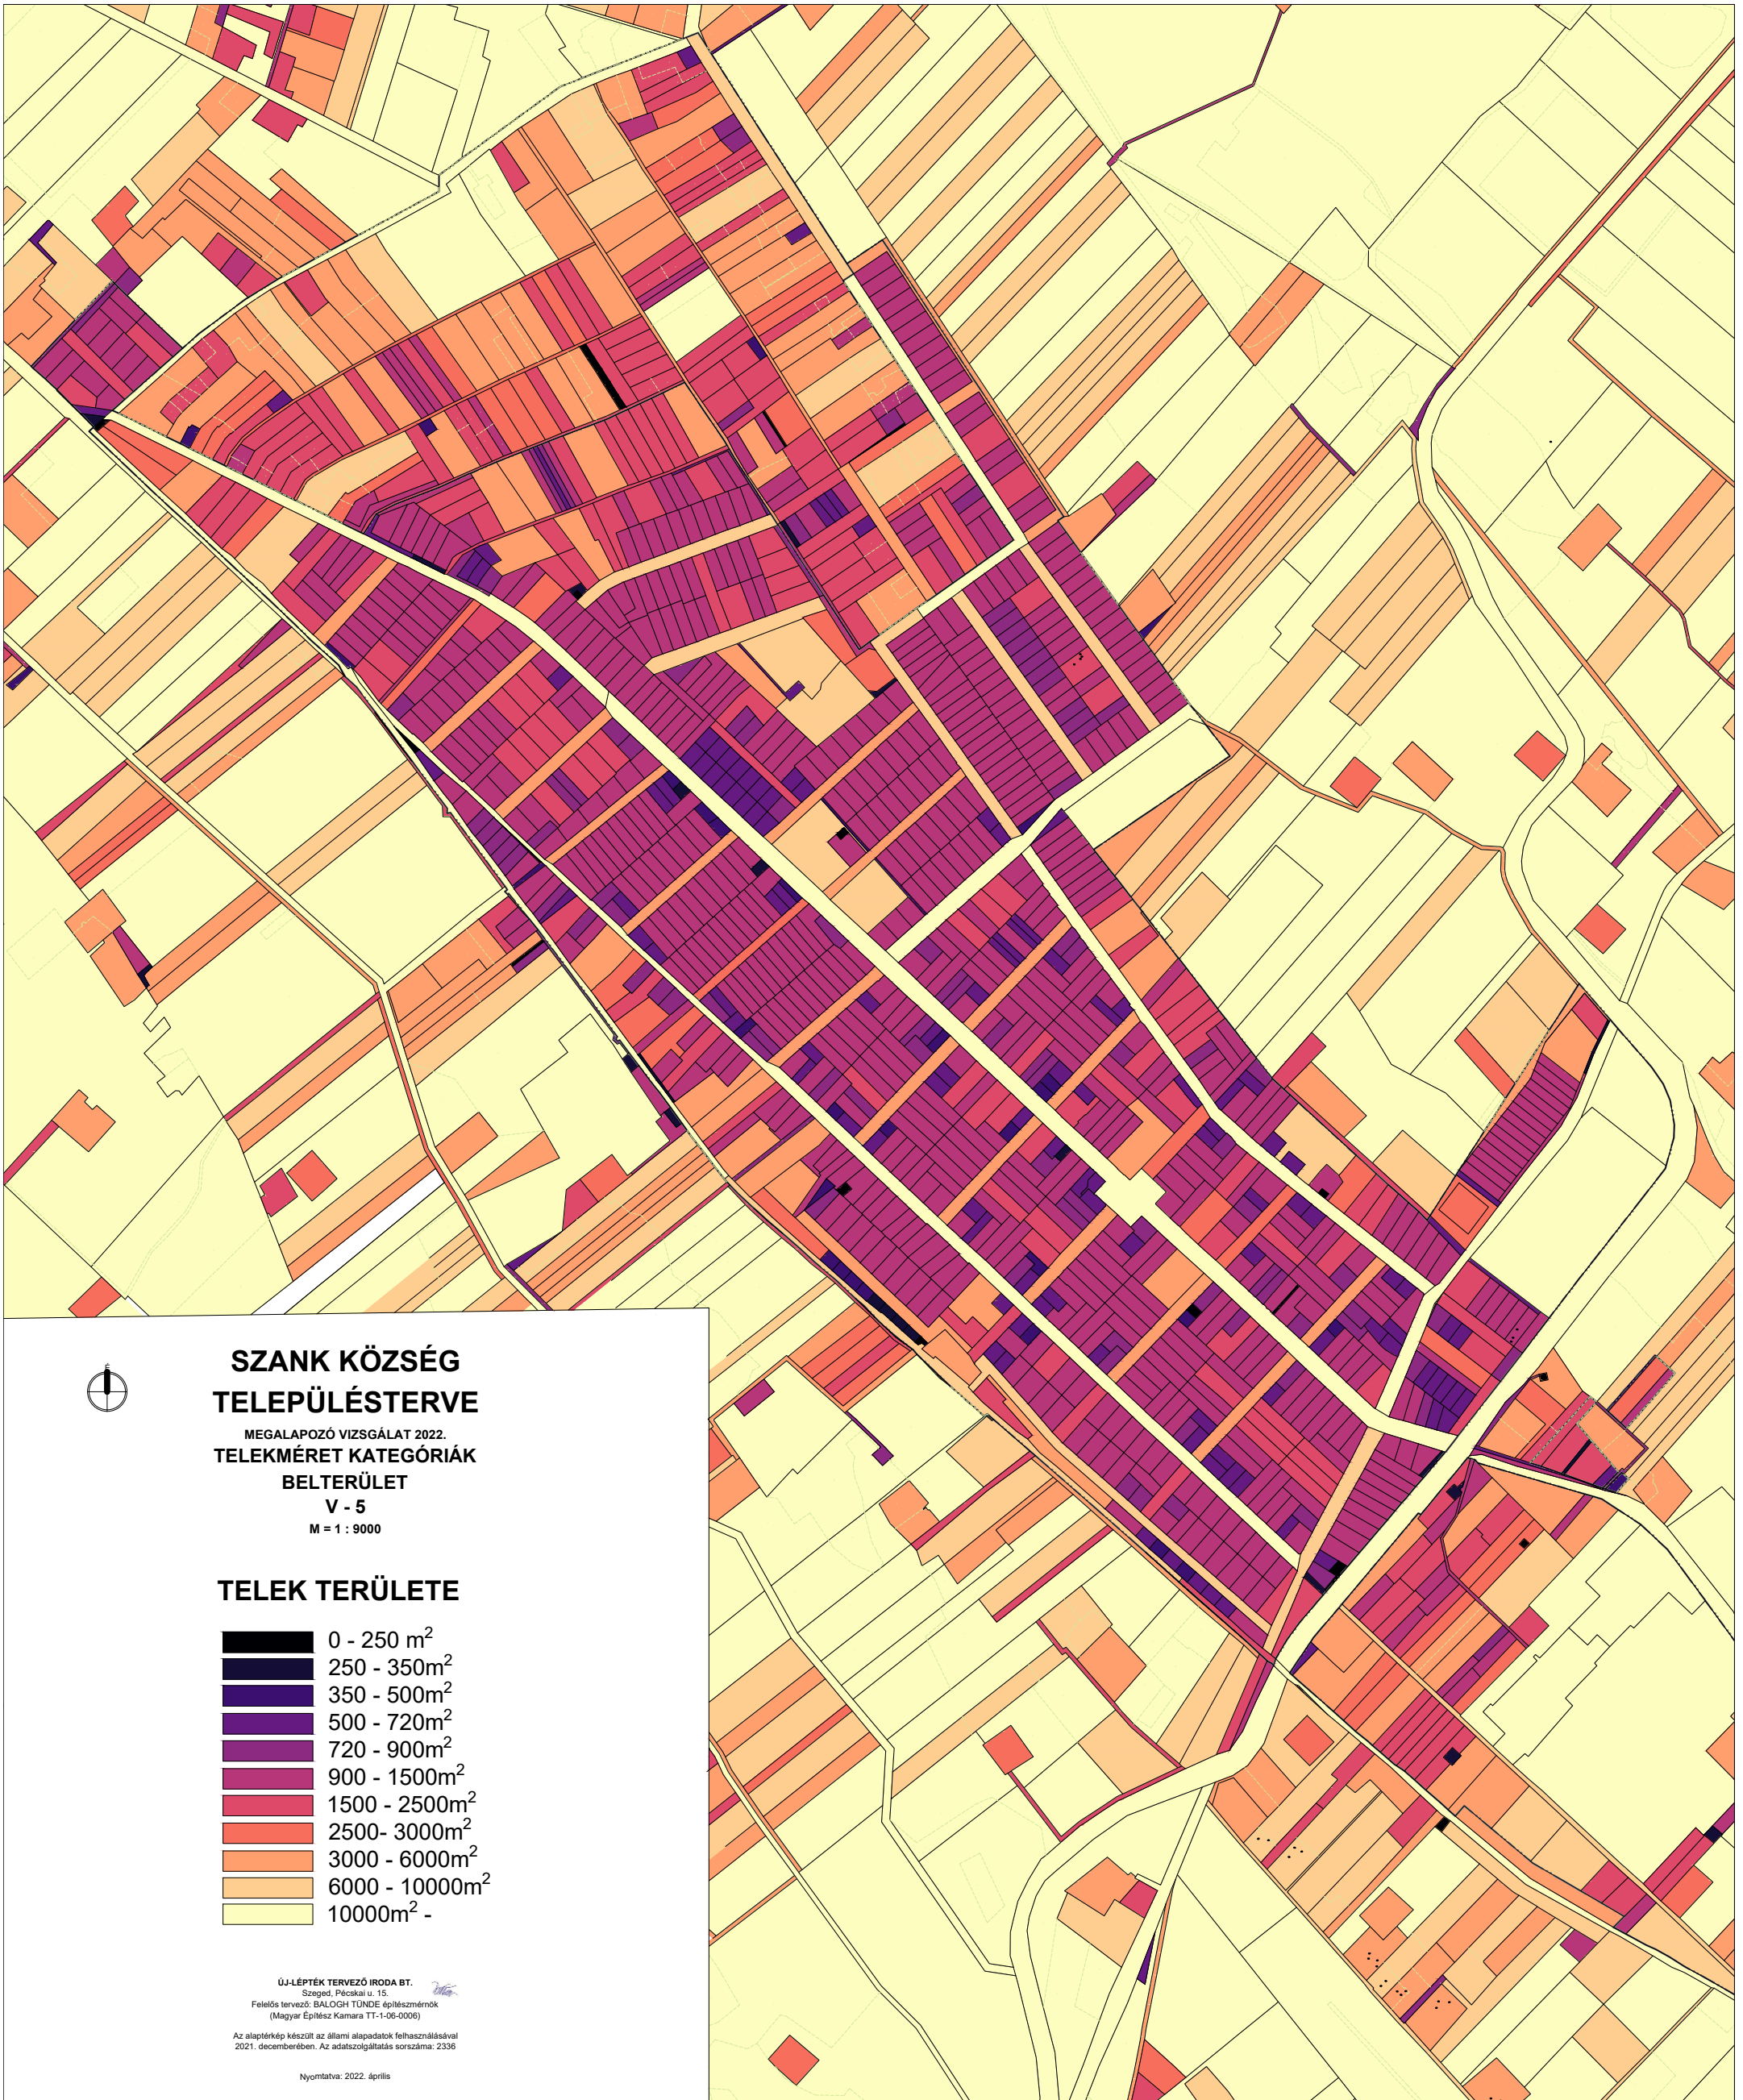 É
SZANK KÖZSÉG
TELEPÜLÉSTERVE
MEGALAPOZÓ VIZSGÁLAT 2022.
TELEKMÉRET KATEGÓRIÁK
BELTERÜLET
V - 5
M = 1 : 9000
TELEK TERÜLETE
0 - 250 m²
250 - 350m²
350 - 500m²
500 - 720m²
720 - 900m²
900 - 1500m²
1500 - 2500m²
2500- 3000m²
3000 - 6000m²
6000 - 10000m²
10000m² -
ÚJ-LÉPTÉK TERVEZŐ IRODA BT.
Szeged, Pécskai u. 15.
Felelős tervező: BALOGH TÜNDE építészmérnök
(Magyar Építész Kamara TT-1-06-0006)
Az alaptérkép készült az állami alapadatok felhasználásával
2021. decemberében. Az adatszolgáltatás sorszáma: 2336
Nyomtatva: 2022. április